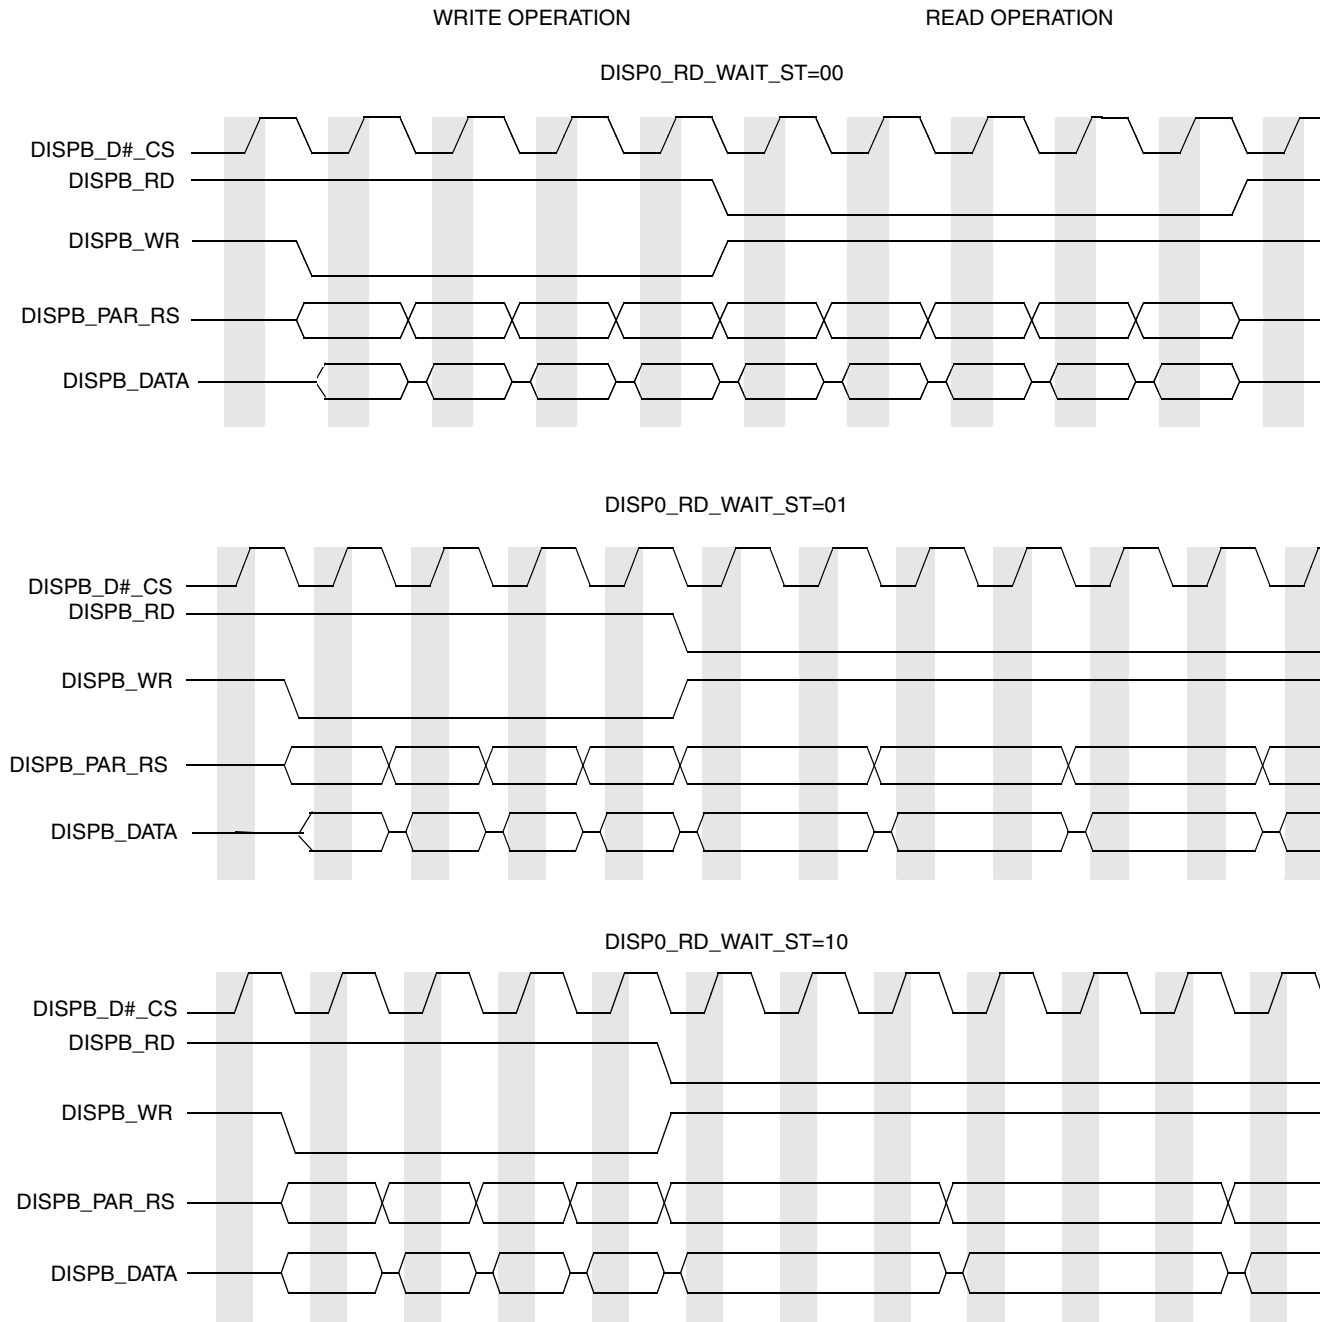 WRITE OPERATION
READ OPERATION
DISP0_RD_WAIT_ST=00
DISPB_D#_CS
DISPB_RD
DISPB_WR
DISPB_PAR_RS
DISPB_DATA
DISP0_RD_WAIT_ST=01
DISPB_D#_CS
DISPB_RD
DISPB_WR
DISPB_PAR_RS
DISPB_DATA
DISP0_RD_WAIT_ST=10
DISPB_D#_CS
DISPB_RD
DISPB_WR
DISPB_PAR_RS
DISPB_DATA